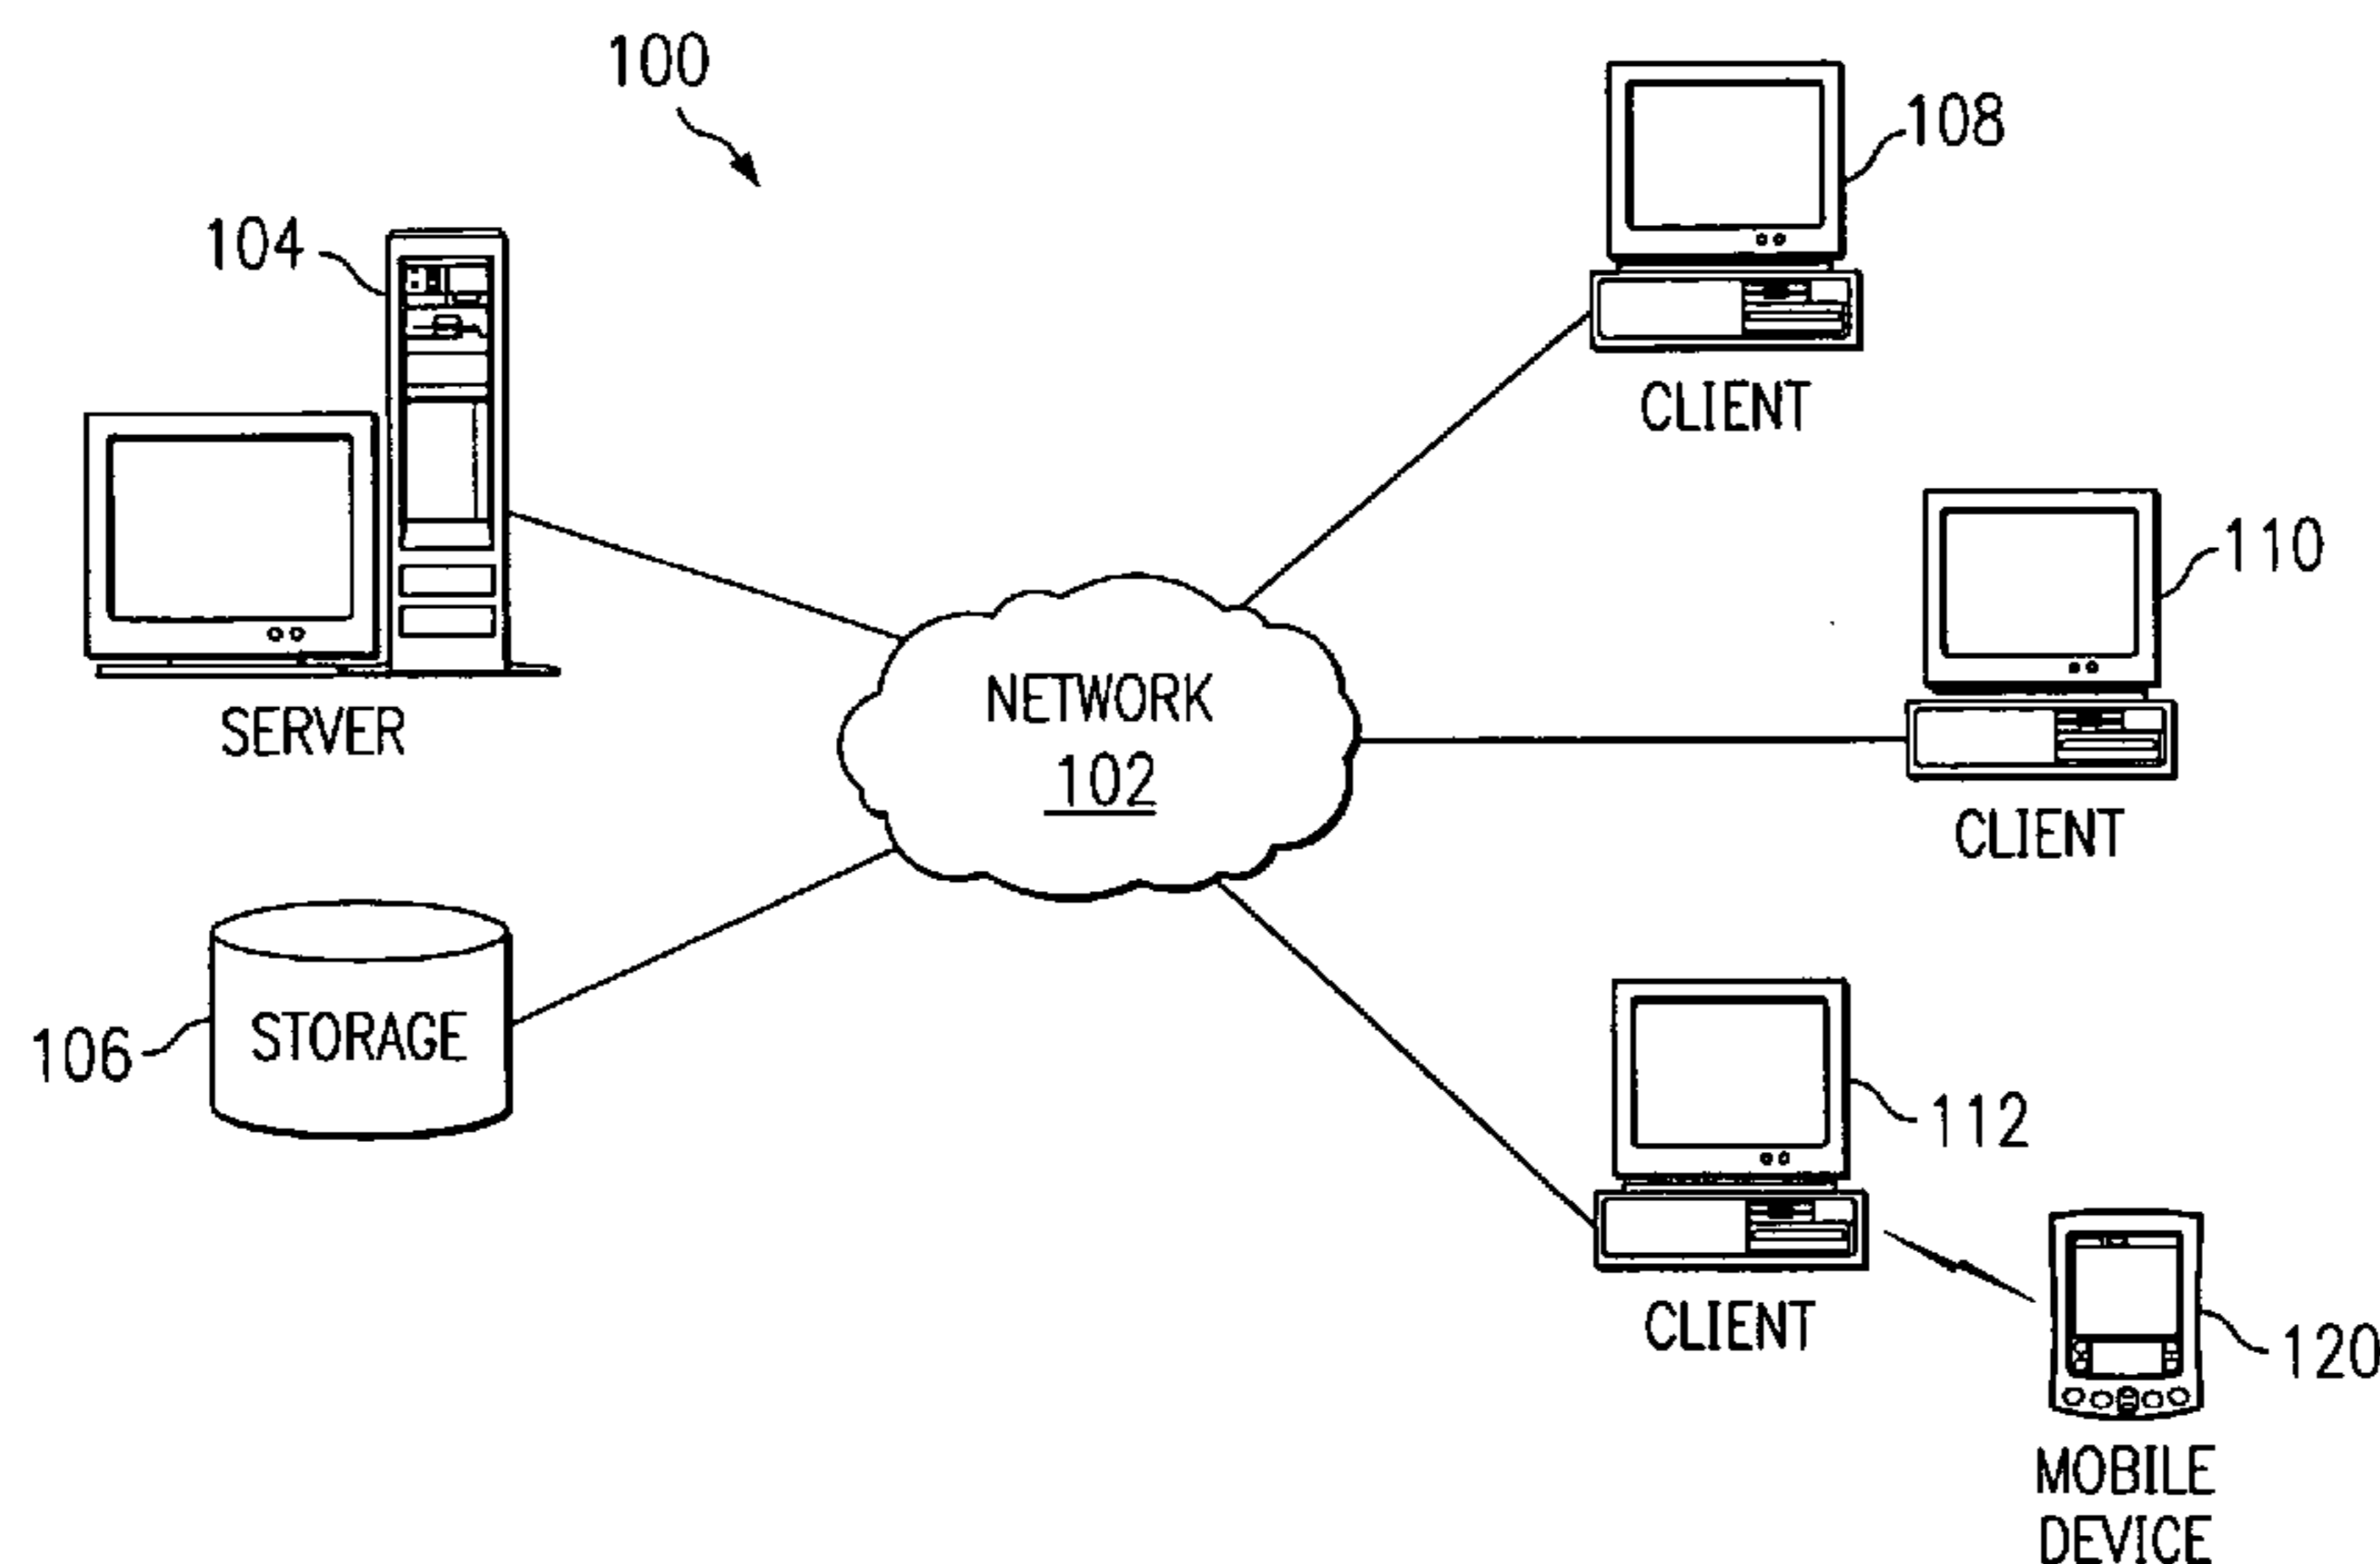 100
108
104
CLIENT
110
SERVER
NETWORK
102
CLIENT
STORAGE
106
112
CLIENT
120
MOBILE
DEVICE